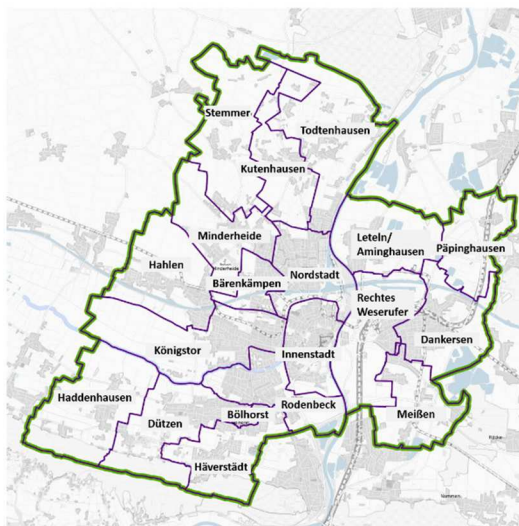 Stemmer
Todtenhausen
Kutenhausen
Minderheide
Leteln/
Aminghausen
Päpinghausen
Hahlen
Nordstadt
Bärenkämpen
Rechtes
Weserufer
Dankersen
Königstor
Innenstadt
Haddenhausen
Rodenbeck
Bölhorst
Meißen
Dützen
Häverstädt